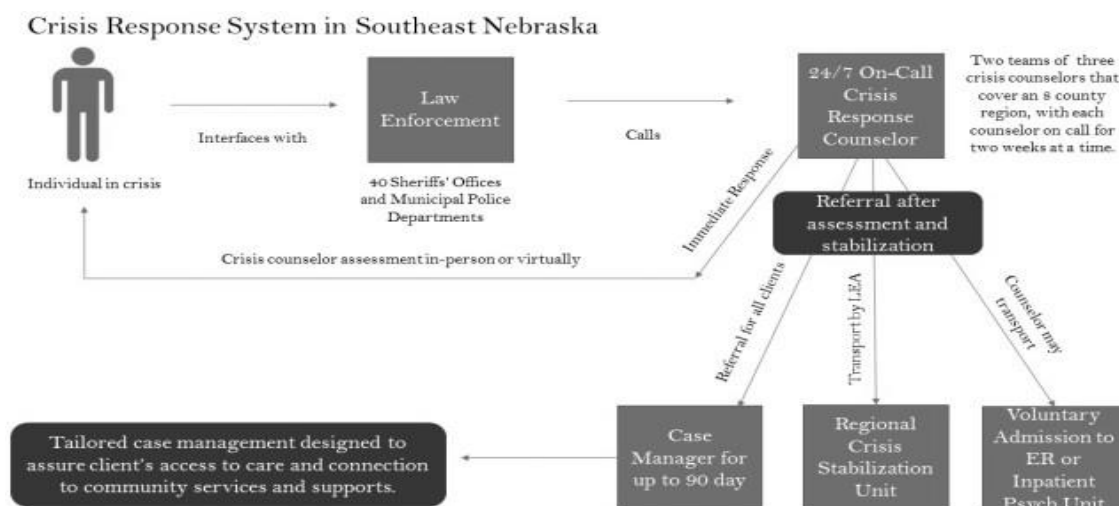 Crisis Response System in Southeast Nebraska
Individual in crisis
Interfaces with
Law
Enforcement
40 Sheriffs' Offices
and Municipal Police
Departments
Calls
24/7 On-Call
Crisis
Response
Counselor
Two teams of three
crisis counselors that
cover an 8 county
region, with each
counselor on call for
two weeks at a time.
Immediate Response
Crisis counselor assessment in-person or virtually
Referral after
assessment and
stabilization
Referral for all clients
Transport by LEA
Counselor may
transport
Case
Manager for
up to 90 day
Regional
Crisis
Stabilization
Unit
Voluntary
Admission to
ER or
Inpatient
Psych Unit
Tailored case management designed to
assure client's access to care and connection
to community services and supports.